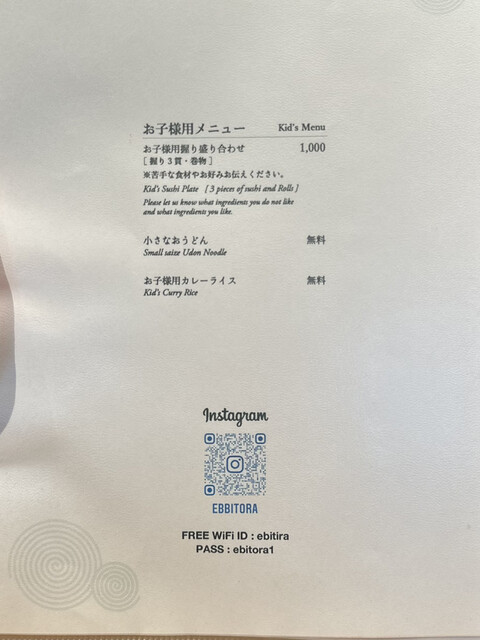 お子様用メニュー Kid's Menu
お子様用握り盛り合わせ 1,000
[ 握り3貫・巻物 ]
※苦手な食材やお好みお伝えください。
Kid's Sushi Plate [ 3 pieces of sushi and Rolls ]
Please let us know what ingredients you do not like
and what ingredients you like.
小さなおうどん 無料
Small saize Udon Noodle
お子様用カレーライス 無料
Kid's Curry Rice
Instagram
EBBITORA
FREE WiFi ID : ebitira
PASS : ebitora1